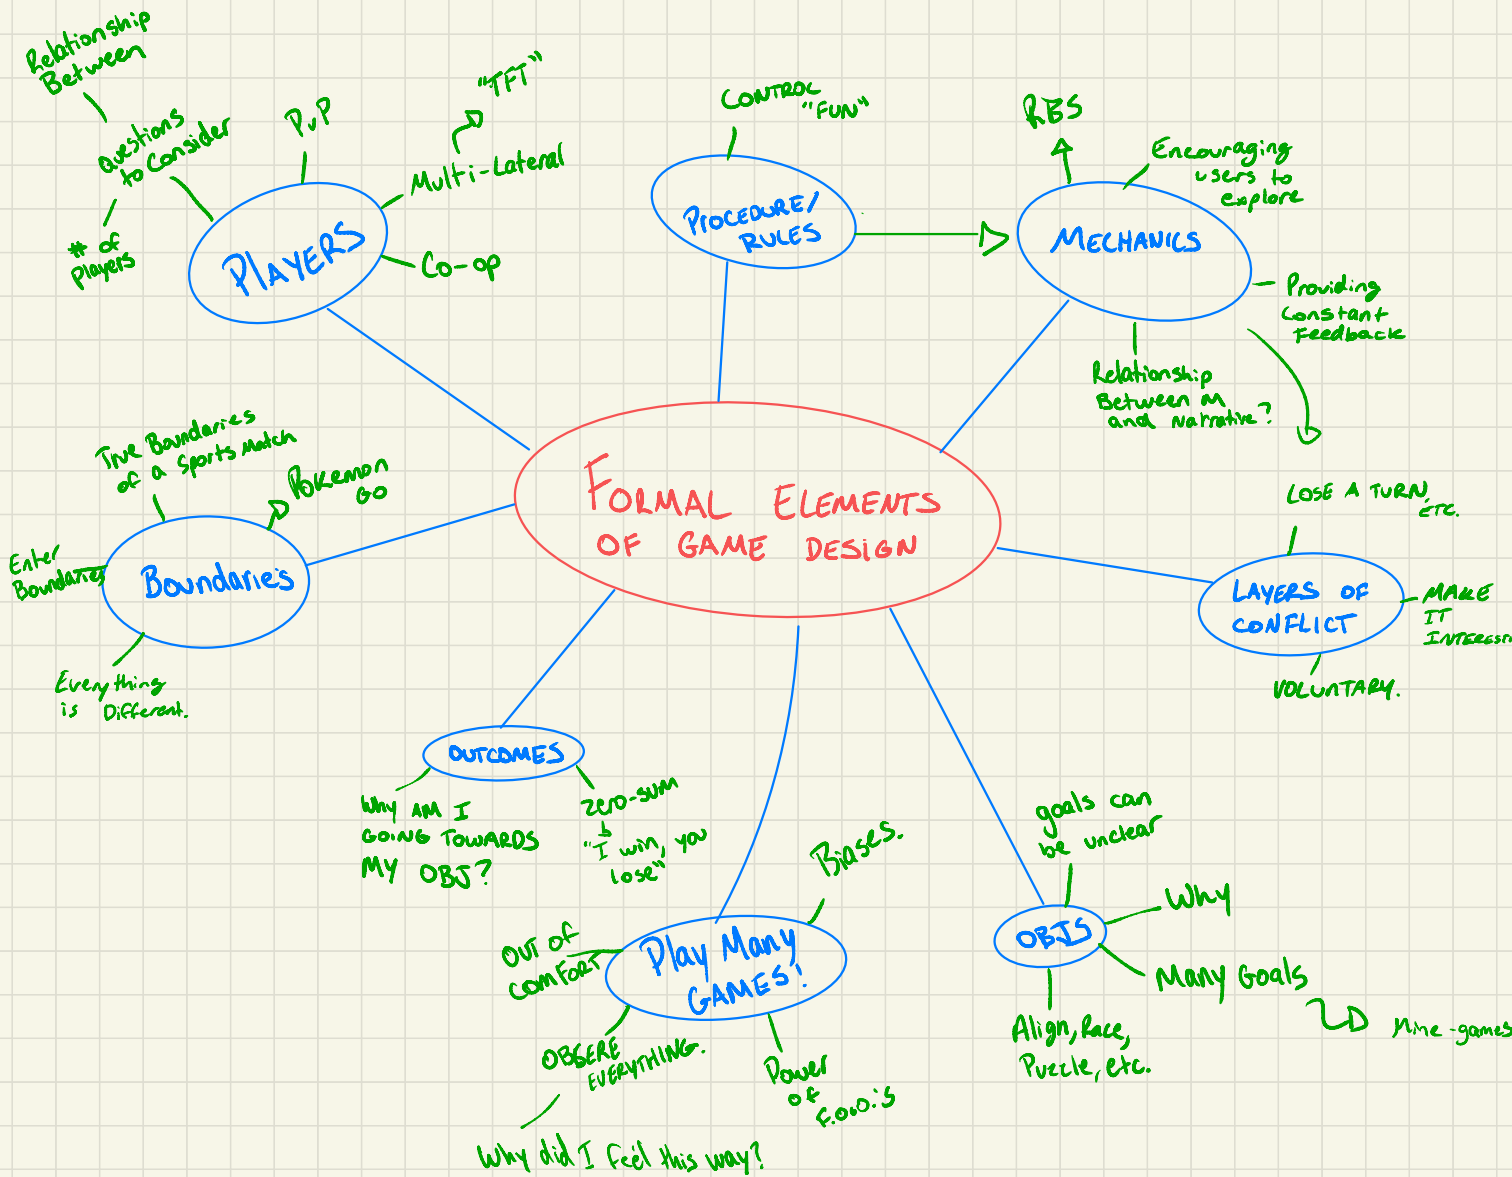 FORMAL ELEMENTS
OF GAME DESIGN
PLAYERS
Relationship
Between
Questions
to Consider
# of
Players
PvP
Multi-Lateral
"TFT"
Co-op
PROCEDURE/
RULES
CONTROL
"FUN"
MECHANICS
RBS
Encouraging
users to
explore
Providing
Constant
Feedback
Relationship
Between M
and Narrative?
LAYERS OF
CONFLICT
LOSE A TURN,
ETC.
MAKE
IT
INTERESTI
VOLUNTARY.
Boundaries
True Boundaries
of a Sports Match
Pokemon
GO
Enter
Boundaries
Everything
is Different.
OUTCOMES
Why AM I
GOING TOWARDS
MY OBJ?
Zero-sum
"I win, you
lose"
Play Many
GAMES!
Biases.
OUT OF
COMFORT
OBSERE
EVERYTHING.
Why did I feel this way?
Power
of
F.O.O.'s
OBJS
goals can
be unclear
Why
Many Goals
Mine-games
Align, Race,
Puzzle, etc.